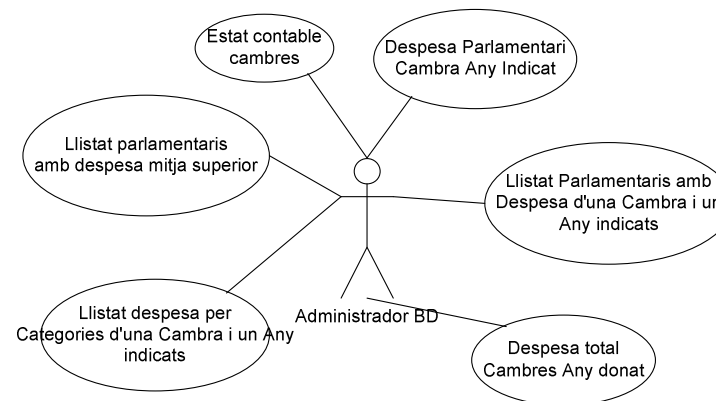 Estat contable
cambres
Despesa Parlamentari
Cambra Any Indicat
Llistat parlamentaris
amb despesa mitja superior
Llistat Parlamentaris amb
Despesa d'una Cambra i un
Any indicats
Llistat despesa per
Categories d'una Cambra i un Any
indicats
Administrador BD
Despesa total
Cambres Any donat